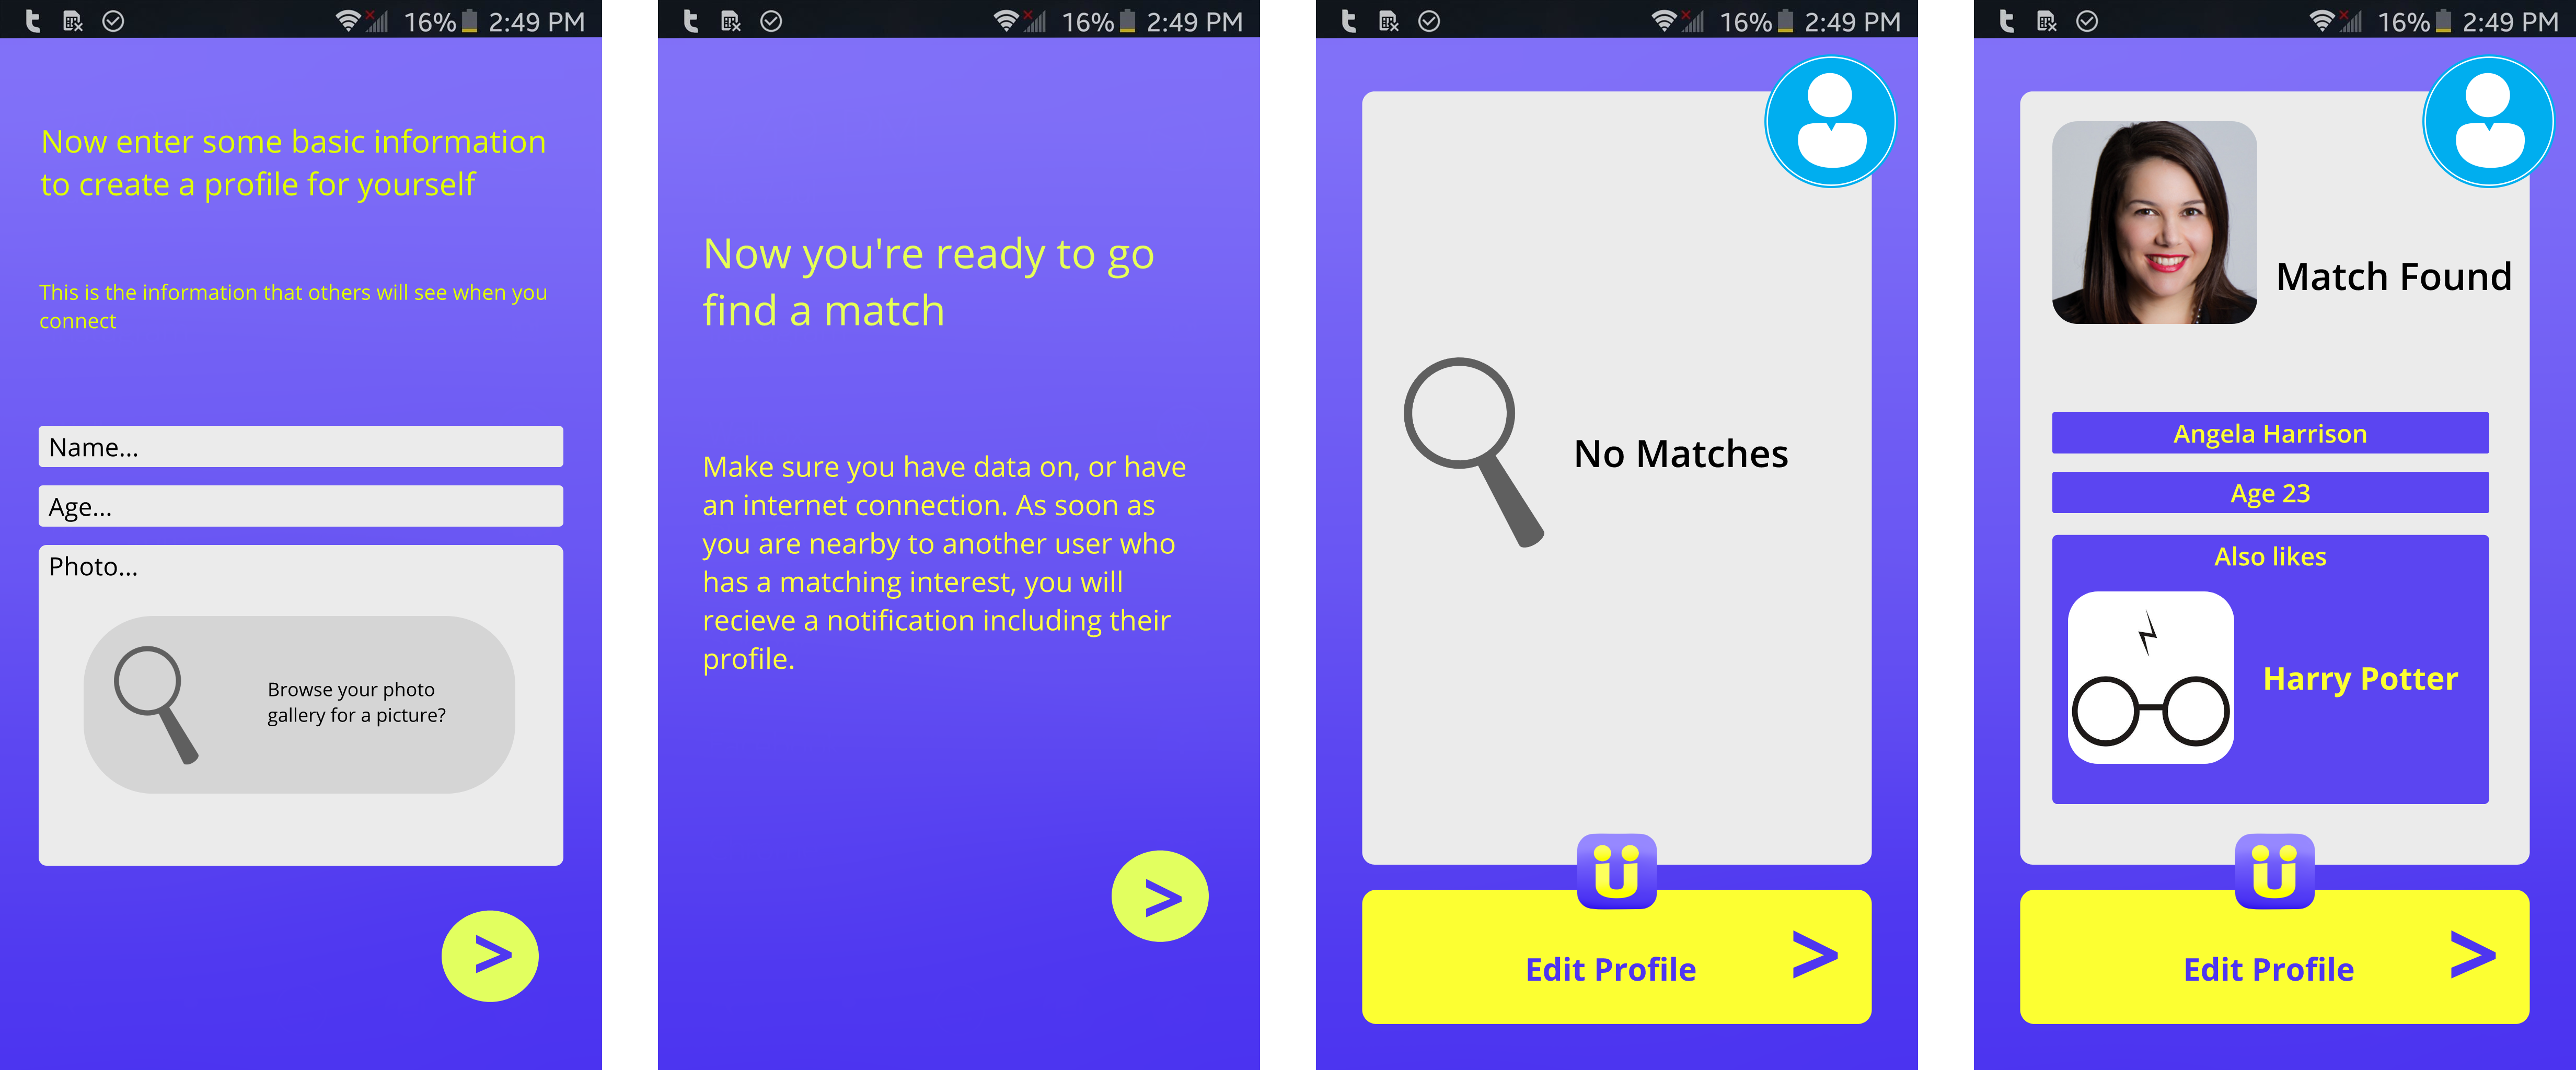 16% 2:49 PM
Now enter some basic information
to create a profile for yourself
This is the information that others will see when you
connect
Name...
Age...
Photo...
Browse your photo
gallery for a picture?
>
16% 2:49 PM
Now you're ready to go
find a match
Make sure you have data on, or have
an internet connection. As soon as
you are nearby to another user who
has a matching interest, you will
recieve a notification including their
profile.
>
16% 2:49 PM
No Matches
Ü
Edit Profile >
16% 2:49 PM
Match Found
Angela Harrison
Age 23
Also likes
Harry Potter
Ü
Edit Profile >